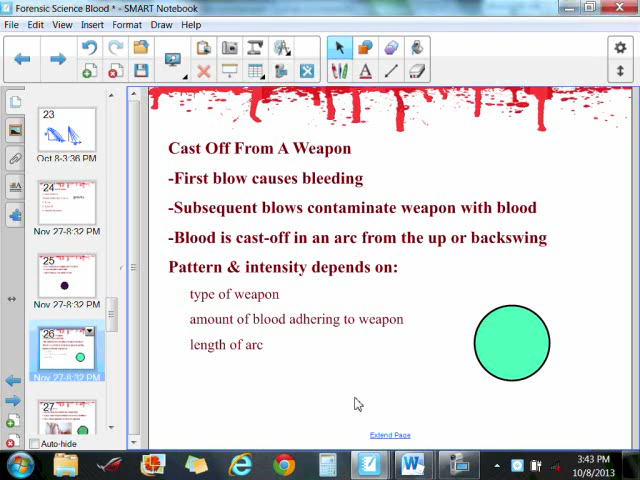 Forensic Science Blood * - SMART Notebook
File Edit View Insert Format Draw Help
23
Oct 8-3:36 PM
24
Nov 27-8:32 PM
25
Nov 27-8:32 PM
26
Nov 27-8:32 PM
27
Auto-hide
Cast Off From A Weapon
-First blow causes bleeding
-Subsequent blows contaminate weapon with blood
-Blood is cast-off in an arc from the up or backswing
Pattern & intensity depends on:
type of weapon
amount of blood adhering to weapon
length of arc
Extend Page
3:43 PM
10/8/2013